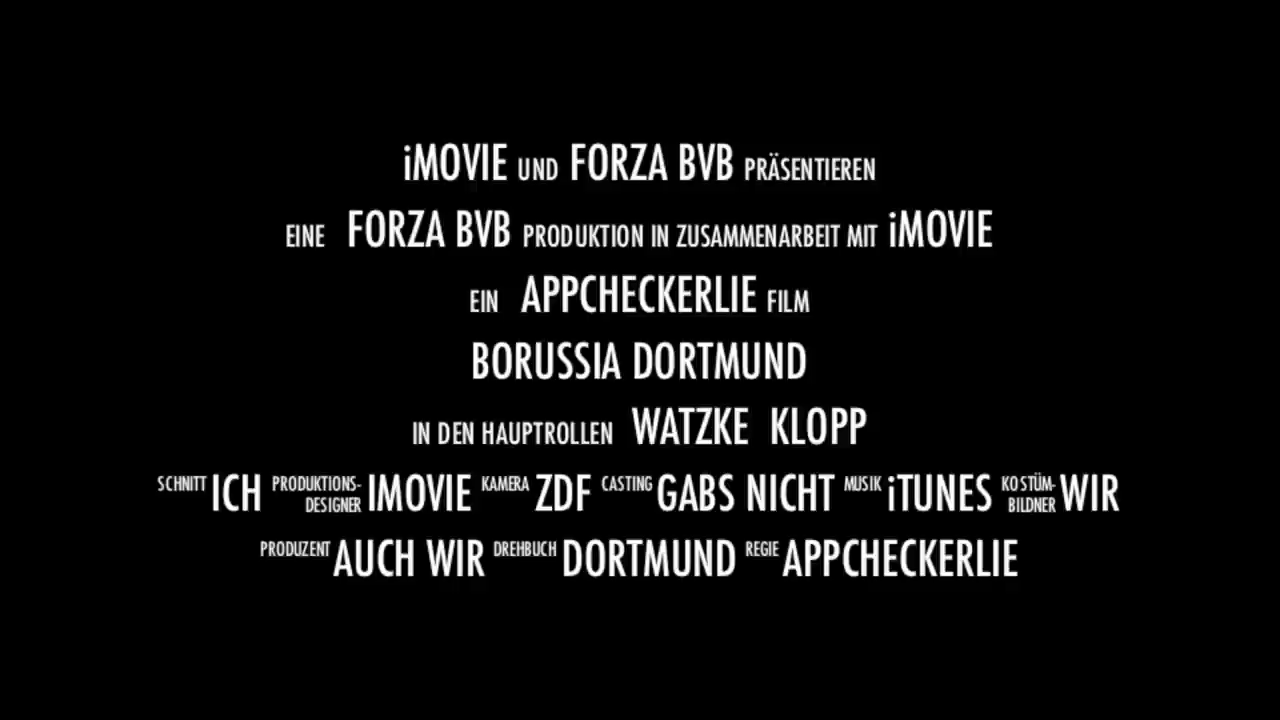 iMOVIE UND FORZA BVB PRÄSENTIEREN
EINE FORZA BVB PRODUKTION IN ZUSAMMENARBEIT MIT iMOVIE
EIN APPCHECKERLIE FILM
BORUSSIA DORTMUND
IN DEN HAUPTROLLEN WATZKE KLOPP
SCHNITT ICH PRODUKTIONS-DESIGNER IMOVIE KAMERA ZDF CASTING GABS NICHT MUSIK iTUNES KOSTÜM-BILDNER WIR
PRODUZENT AUCH WIR DREHBUCH DORTMUND REGIE APPCHECKERLIE